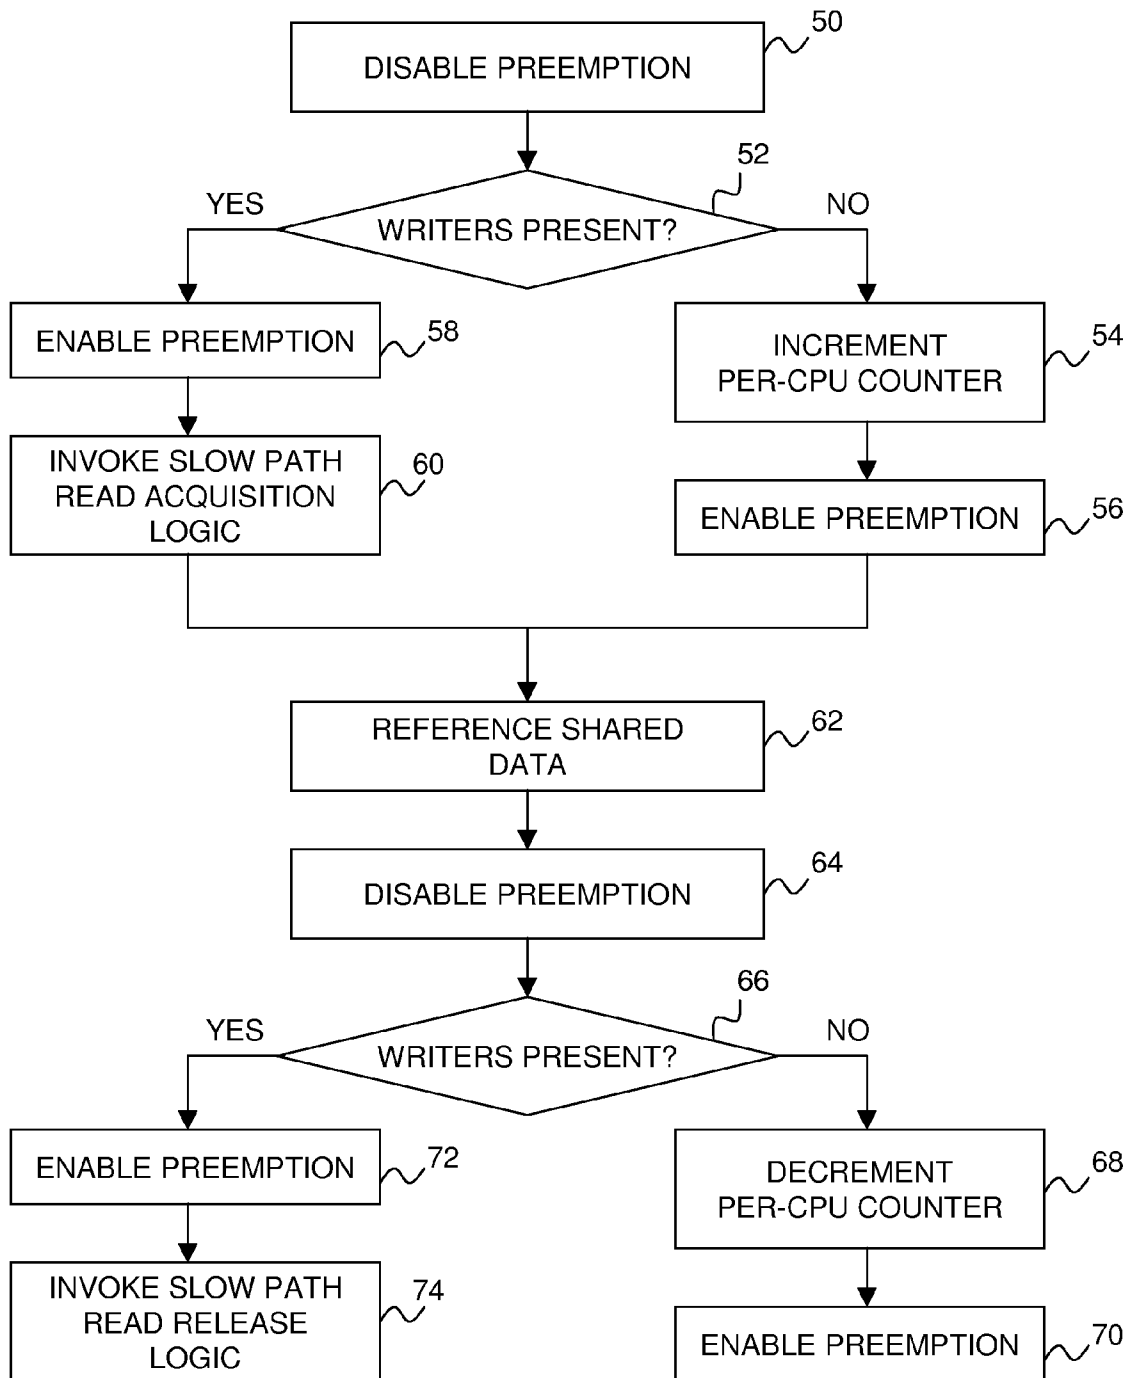 50
DISABLE PREEMPTION
52
YES
NO
WRITERS PRESENT?
ENABLE PREEMPTION
58
INCREMENT
PER-CPU COUNTER
54
INVOKE SLOW PATH
READ ACQUISITION
LOGIC
60
ENABLE PREEMPTION
56
REFERENCE SHARED
DATA
62
DISABLE PREEMPTION
64
66
YES
NO
WRITERS PRESENT?
ENABLE PREEMPTION
72
DECREMENT
PER-CPU COUNTER
68
INVOKE SLOW PATH
READ RELEASE
LOGIC
74
ENABLE PREEMPTION
70